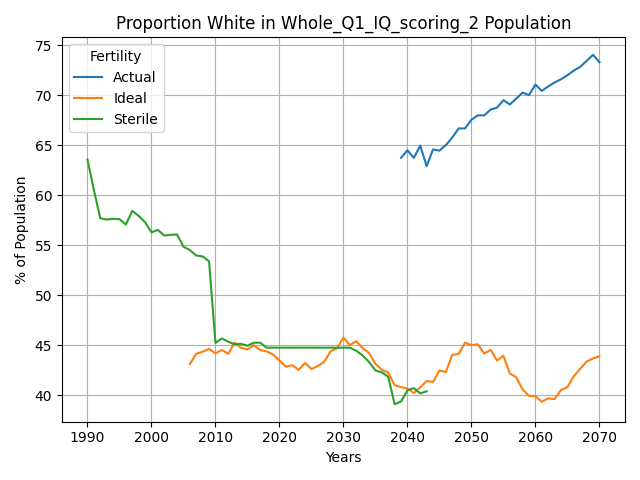 Proportion White in Whole_Q1_IQ_scoring_2 Population
Fertility
Actual
Ideal
Sterile
% of Population
75
70
65
60
55
50
45
40
1990 2000 2010 2020 2030 2040 2050 2060 2070
Years